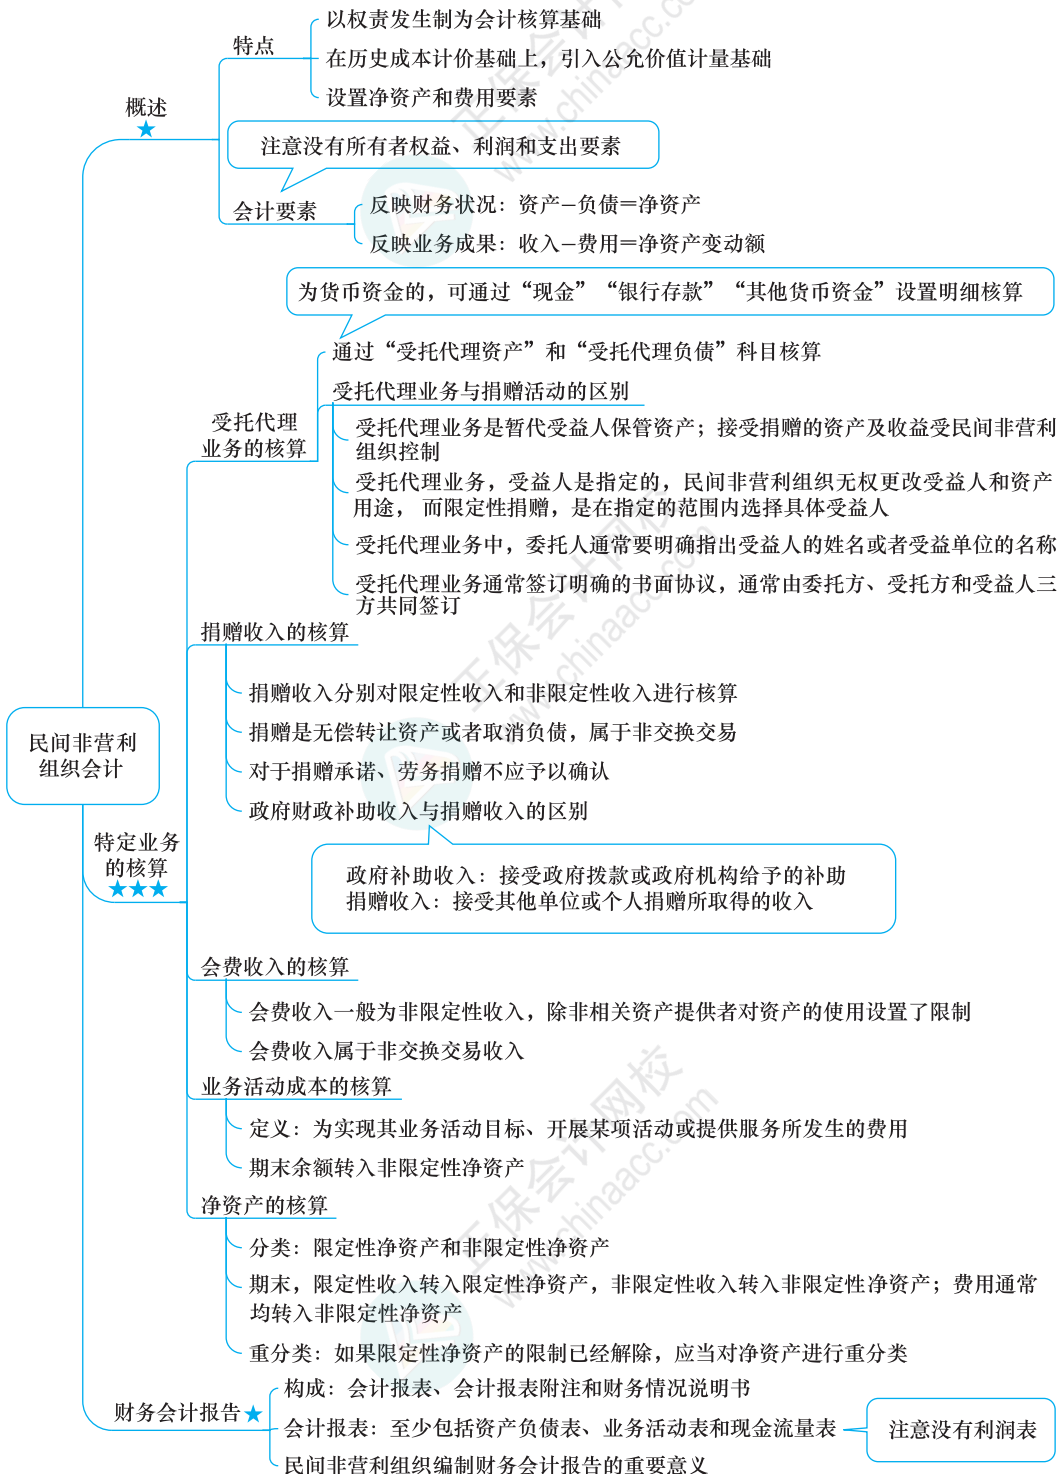 以权责发生制为会计核算基础
特点
在历史成本计价基础上，引入公允价值计量基础
设置净资产和费用要素
概述
★
注意没有所有者权益、利润和支出要素
会计要素
反映财务状况：资产－负债＝净资产
反映业务成果：收入－费用＝净资产变动额
为货币资金的，可通过“现金”“银行存款”“其他货币资金”设置明细核算
通过“受托代理资产”和“受托代理负债”科目核算
受托代理业务与捐赠活动的区别
受托代理
业务的核算
受托代理业务是暂代受益人保管资产；接受捐赠的资产及收益受民间非营利
组织控制
受托代理业务，受益人是指定的，民间非营利组织无权更改受益人和资产
用途， 而限定性捐赠，是在指定的范围内选择具体受益人
受托代理业务中，委托人通常要明确指出受益人的姓名或者受益单位的名称
受托代理业务通常签订明确的书面协议，通常由委托方、受托方和受益人三
方共同签订
捐赠收入的核算
捐赠收入分别对限定性收入和非限定性收入进行核算
捐赠是无偿转让资产或者取消负债，属于非交换交易
对于捐赠承诺、劳务捐赠不应予以确认
政府财政补助收入与捐赠收入的区别
民间非营利
组织会计
特定业务
的核算
★★★
政府补助收入：接受政府拨款或政府机构给予的补助
捐赠收入：接受其他单位或个人捐赠所取得的收入
会费收入的核算
会费收入一般为非限定性收入，除非相关资产提供者对资产的使用设置了限制
会费收入属于非交换交易收入
业务活动成本的核算
定义：为实现其业务活动目标、开展某项活动或提供服务所发生的费用
期末余额转入非限定性净资产
净资产的核算
分类：限定性净资产和非限定性净资产
期末，限定性收入转入限定性净资产，非限定性收入转入非限定性净资产；费用通常
均转入非限定性净资产
重分类：如果限定性净资产的限制已经解除，应当对净资产进行重分类
构成：会计报表、会计报表附注和财务情况说明书
财务会计报告★
会计报表：至少包括资产负债表、业务活动表和现金流量表
注意没有利润表
民间非营利组织编制财务会计报告的重要意义
正保会计网校
www.chinaacc.com
正保会计网校
www.chinaacc.com
正保会计网校
www.chinaacc.com